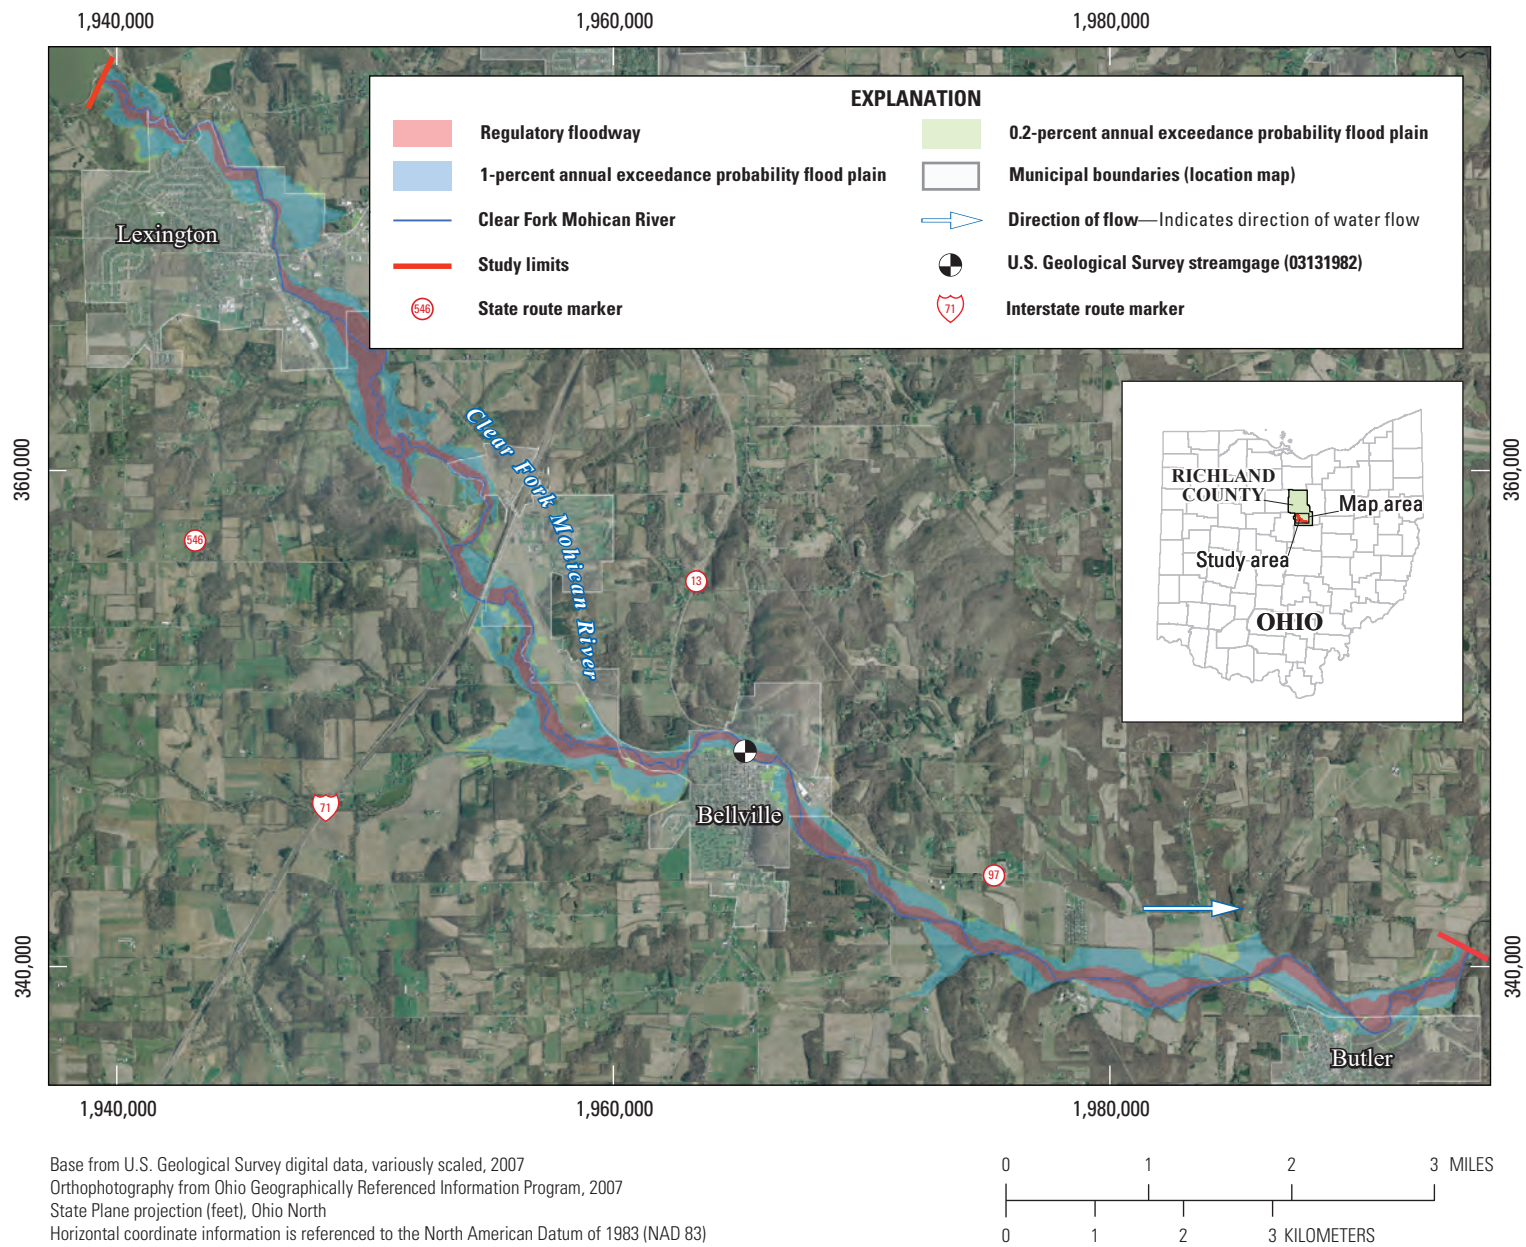 1,940,000
1,960,000
1,980,000
EXPLANATION
Regulatory floodway
1-percent annual exceedance probability flood plain
Clear Fork Mohican River
Study limits
546
State route marker
0.2-percent annual exceedance probability flood plain
Municipal boundaries (location map)
Direction of flow—Indicates direction of water flow
U.S. Geological Survey streamgage (03131982)
71
Interstate route marker
Lexington
Clear Fork Mohican River
360,000
360,000
RICHLAND
COUNTY
Map area
Study area
OHIO
546
13
71
Bellville
97
340,000
340,000
Butler
1,940,000
1,960,000
1,980,000
Base from U.S. Geological Survey digital data, variously scaled, 2007
Orthophotography from Ohio Geographically Referenced Information Program, 2007
State Plane projection (feet), Ohio North
Horizontal coordinate information is referenced to the North American Datum of 1983 (NAD 83)
0 1 2 3 MILES
0 1 2 3 KILOMETERS